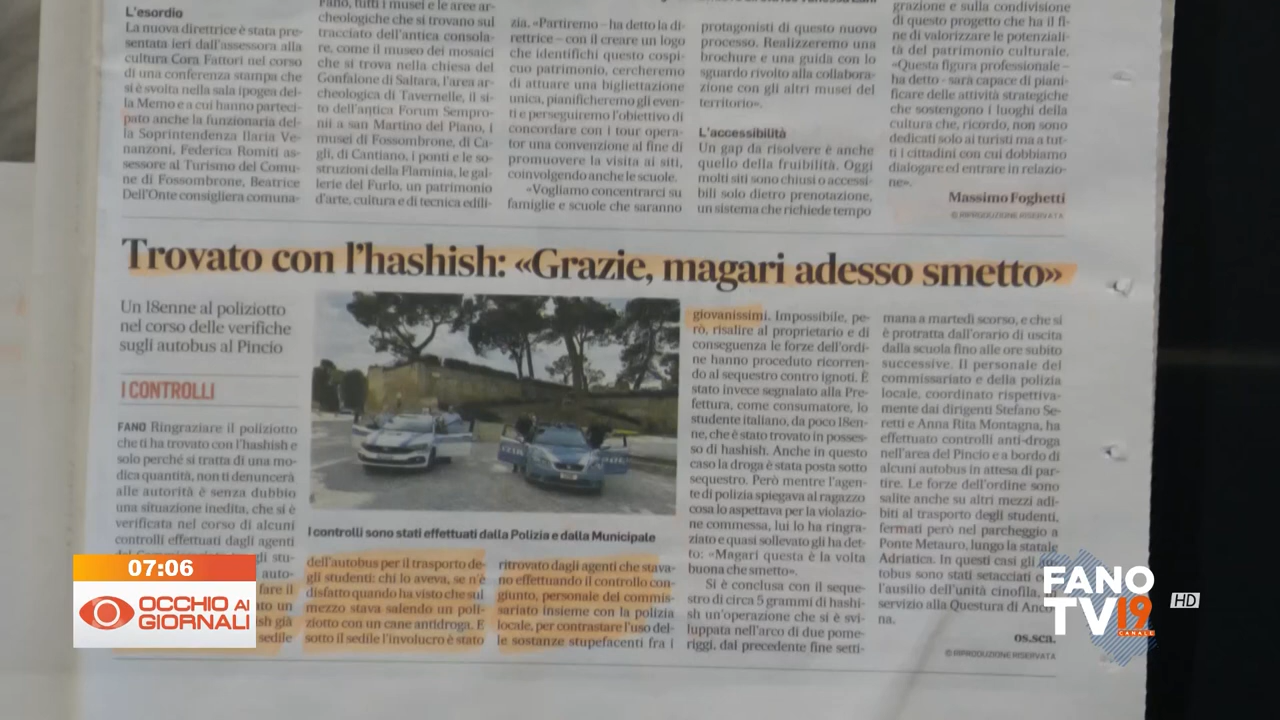 L'esordio
La nuova direttrice è stata pre-
sentata ieri dall'assessora alla
cultura Cora Fattori nel corso
di una conferenza stampa che
si è svolta nella sala ipogea del-
la Memo e a cui hanno parteci-
pato anche la funzionaria del-
la Soprintendenza Ilaria Ve-
nanzoni, Federica Romiti as-
sessore al Turismo del Comu-
ne di Fossombrone, Beatrice
Dell'Onte consigliera comuna-
Fano, tutti i musei e le aree ar-
cheologiche che si trovano sul
tracciato dell'antica consola-
re, come il museo dei mosaici
che si trova nella chiesa del
Gonfalone di Saltara, l'area ar-
cheologica di Tavernelle, il si-
to dell'antica Forum Sempro-
nii a san Martino del Piano, i
musei di Fossombrone, di Ca-
gli, di Cantiano, i ponti e le so-
struzioni della Flaminia, le gal-
lerie del Furlo, un patrimonio
d'arte, cultura e di tecnica edili-
zia. «Partiremo – ha detto la di-
rettrice – con il creare un logo
che identifichi questo cospi-
cuo patrimonio, cercheremo
di attuare una bigliettazione
unica, pianificheremo gli even-
ti e perseguiremo l'obiettivo di
concordare con i tour opera-
tor una convenzione al fine di
promuovere la visita ai siti,
coinvolgendo anche le scuole.
«Vogliamo concentrarci su
famiglie e scuole che saranno
protagonisti di questo nuovo
processo. Realizzeremo una
brochure e una guida con lo
sguardo rivolto alla collabora-
zione con gli altri musei del
territorio».
L'accessibilità
Un gap da risolvere è anche
quello della fruibilità. Oggi
molti siti sono chiusi o accessi-
bili solo dietro prenotazione,
un sistema che richiede tempo
grazione e sulla condivisione
di questo progetto che ha il fi-
ne di valorizzare le potenziali-
tà del patrimonio culturale.
«Questa figura professionale –
ha detto – sarà capace di piani-
ficare delle attività strategiche
che sostengono i luoghi della
cultura che, ricordo, non sono
dedicati solo ai turisti ma a tut-
ti i cittadini con cui dobbiamo
dialogare ed entrare in relazio-
ne».
Massimo Foghetti
© RIPRODUZIONE RISERVATA
Trovato con l'hashish: «Grazie, magari adesso smetto»
Un 18enne al poliziotto
nel corso delle verifiche
sugli autobus al Pincio
I CONTROLLI
FANO Ringraziare il poliziotto
che ti ha trovato con l'hashish e
solo perché si tratta di una mo-
dica quantità, non ti denuncerà
alle autorità è senza dubbio
una situazione inedita, che si è
verificata nel corso di alcuni
controlli effettuati dagli agenti
gli stu-
auto-
fare il
to un
sh già
sedile
I controlli sono stati effettuati dalla Polizia e dalla Municipale
dell'autobus per il trasporto de-
gli studenti: chi lo aveva, se n'è
disfatto quando ha visto che sul
mezzo stava salendo un poli-
ziotto con un cane antidroga. E
sotto il sedile l'involucro è stato
ritrovato dagli agenti che stava-
no effettuando il controllo con-
giunto, personale del commis-
sariato insieme con la polizia
locale, per contrastare l'uso del-
le sostanze stupefacenti fra i
giovanissimi. Impossibile, pe-
rò, risalire al proprietario e di
conseguenza le forze dell'ordi-
ne hanno proceduto ricorren-
do al sequestro contro ignoti. È
stato invece segnalato alla Pre-
fettura, come consumatore, lo
studente italiano, da poco 18en-
ne, che è stato trovato in posses-
so di hashish. Anche in questo
caso la droga è stata posta sotto
sequestro. Però mentre l'agen-
te di polizia spiegava al ragazzo
cosa lo aspettava per la violazio-
ne commessa, lui lo ha ringra-
ziato e quasi sollevato gli ha det-
to: «Magari questa è la volta
buona che smetto».
Si è conclusa con il seque-
stro di circa 5 grammi di hashi-
sh un'operazione che si è svi-
luppata nell'arco di due pome-
riggi, dal precedente fine setti-
mana a martedì scorso, e che si
è protratta dall'orario di uscita
dalla scuola fino alle ore subito
successive. Il personale del
commissariato e della polizia
locale, coordinato rispettiva-
mente dai dirigenti Stefano Se-
retti e Anna Rita Montagna, ha
effettuato controlli anti-droga
nell'area del Pincio e a bordo di
alcuni autobus in attesa di par-
tire. Le forze dell'ordine sono
salite anche su altri mezzi adi-
biti al trasporto degli studenti,
fermati però nel parcheggio a
Ponte Metauro, lungo la statale
Adriatica. In questi casi gli
tobus sono stati setacciati c
l'ausilio dell'unità cinofila,
servizio alla Questura di Anco
na.
os.sca.
© RIPRODUZIONE RISERVATA
07:06
OCCHIO AI
GIORNALI
FANO
TV19
CANALE
HD